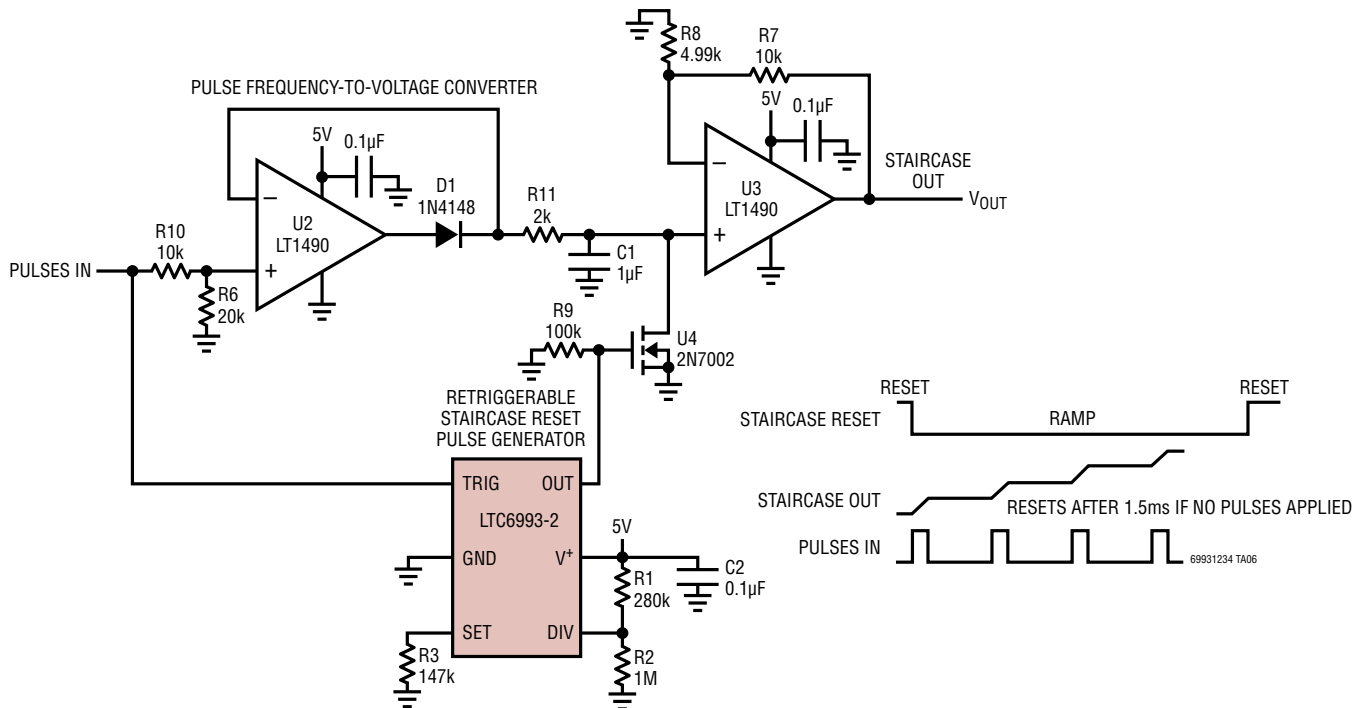 R8
4.99k
R7
10k
PULSE FREQUENCY-TO-VOLTAGE CONVERTER
5V
0.1µF
5V
0.1µF
D1
1N4148
R11
2k
U2
LT1490
−
+
R10
10k
PULSES IN
R6
20k
C1
1µF
−
+
U3
LT1490
STAIRCASE
OUT
VOUT
R9
100k
U4
2N7002
RETRIGGERABLE
STAIRCASE RESET
PULSE GENERATOR
TRIG
OUT
LTC6993-2
GND
V+
SET
DIV
5V
R1
280k
C2
0.1µF
R3
147k
R2
1M
RESET
RESET
STAIRCASE RESET
RAMP
STAIRCASE OUT
RESETS AFTER 1.5ms IF NO PULSES APPLIED
PULSES IN
69931234 TA06